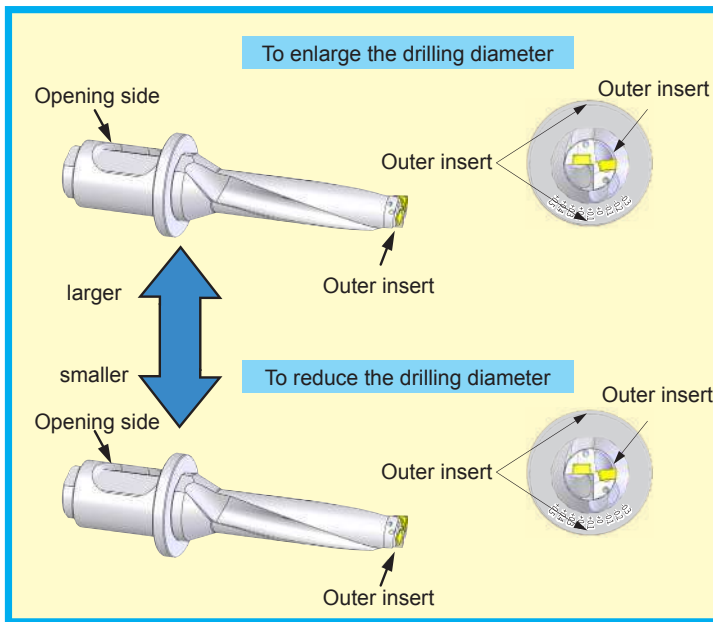 To enlarge the drilling diameter
Opening side
Outer insert
Outer insert
Outer insert
larger
smaller
To reduce the drilling diameter
Opening side
Outer insert
Outer insert
Outer insert